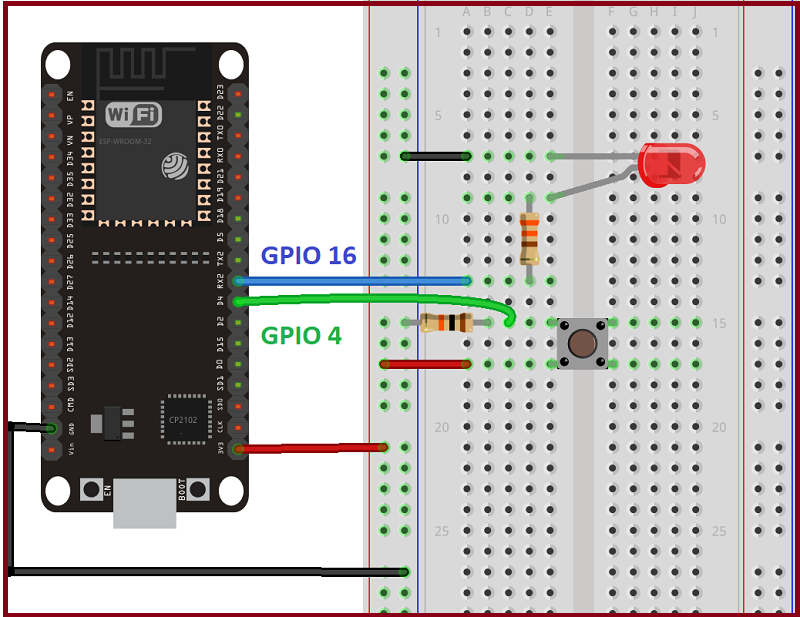 A B C D E F G H I J
1 1
5 5
10 10
15 15
20 20
25 25
EN
VP
VN
D34
D35
D32
D33
D25
D26
D27
D14
D12
D13
SD2
SD3
CMD
GND
Vin
WiFi
ESP-WROOM-32
D23
D22
TX0
RX0
D21
D19
D18
D5
TX2
RX2
D4
D2
D15
D0
SD1
SD0
CLK
3V3
CP2102
EN
BOOT
GPIO 16
GPIO 4